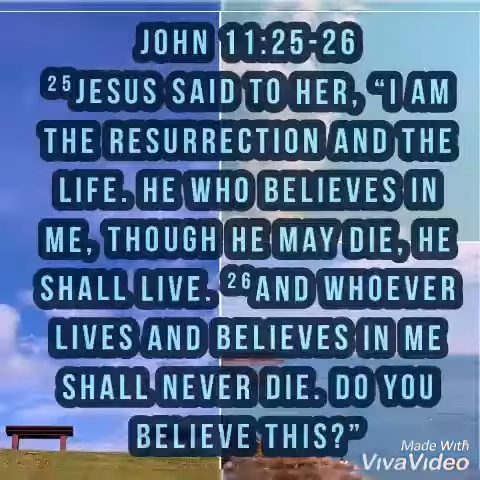 JOHN 11:25-26
²⁵JESUS SAID TO HER, “I AM
THE RESURRECTION AND THE
LIFE. HE WHO BELIEVES IN
ME, THOUGH HE MAY DIE, HE
SHALL LIVE. ²⁶AND WHOEVER
LIVES AND BELIEVES IN ME
SHALL NEVER DIE. DO YOU
BELIEVE THIS?”
Made With
VivaVideo